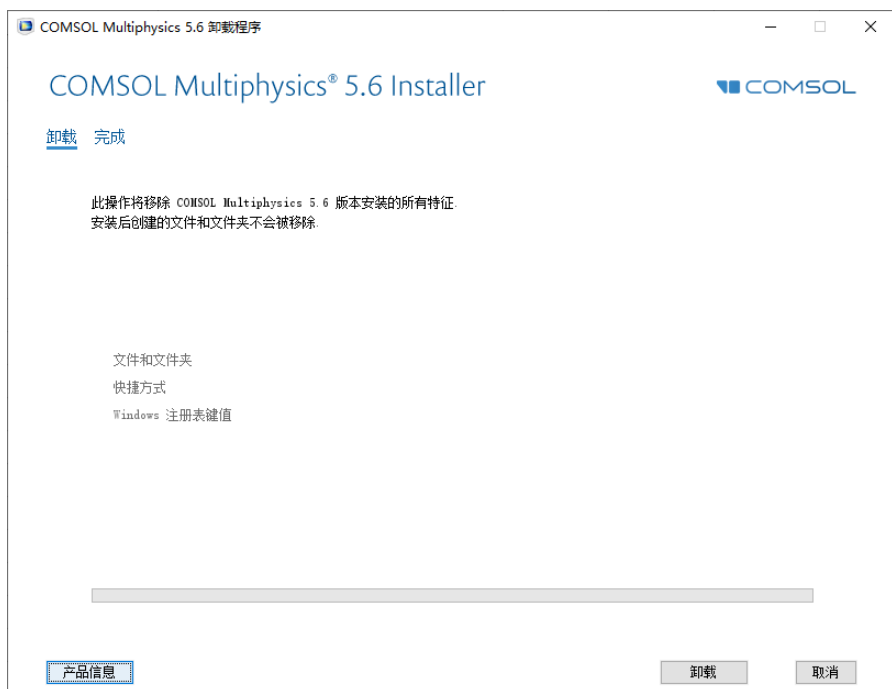 COMSOL Multiphysics 5.6 卸载程序
COMSOL Multiphysics® 5.6 Installer
COMSOL
卸载 完成
此操作将移除 COMSOL Multiphysics 5.6 版本安装的所有特征.
安装后创建的文件和文件夹不会被移除.
文件和文件夹
快捷方式
Windows 注册表键值
产品信息 卸载 取消